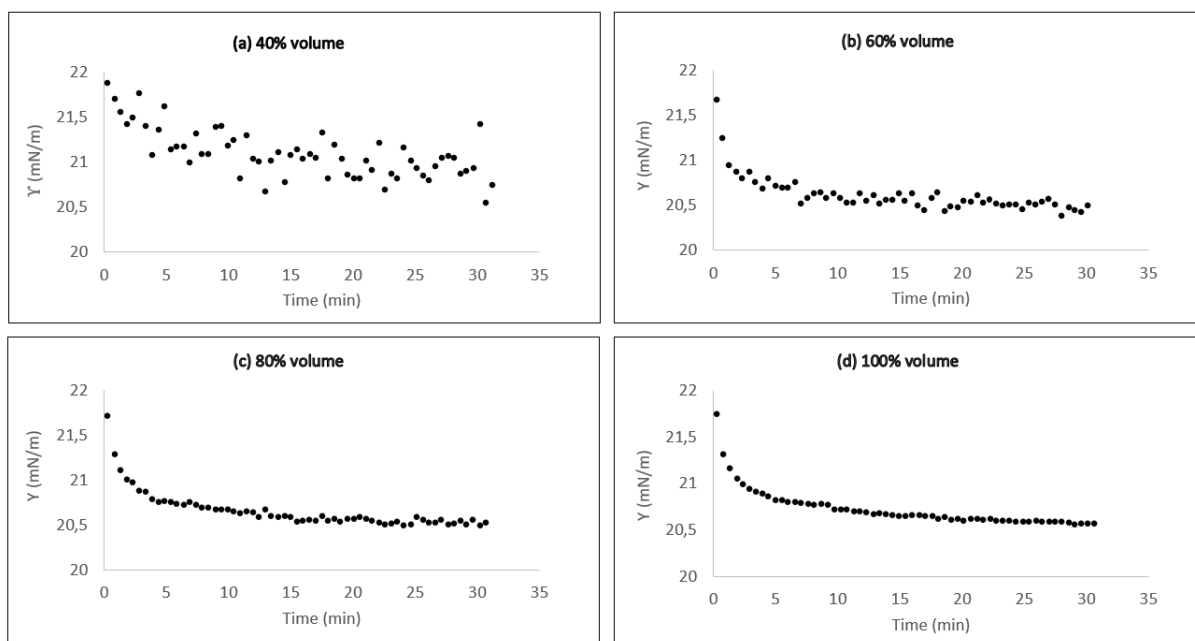 (a) 40% volume
22
21,5
21
20,5
20
ϒ (mN/m)
0 5 10 15 20 25 30 35
Time (min)
(b) 60% volume
22
21,5
21
20,5
20
Y (mN/m)
0 5 10 15 20 25 30 35
Time (min)
(c) 80% volume
22
21,5
21
20,5
20
Y (mN/m)
0 5 10 15 20 25 30 35
Time (min)
(d) 100% volume
22
21,5
21
20,5
20
Y (mN/m)
0 5 10 15 20 25 30 35
Time (min)